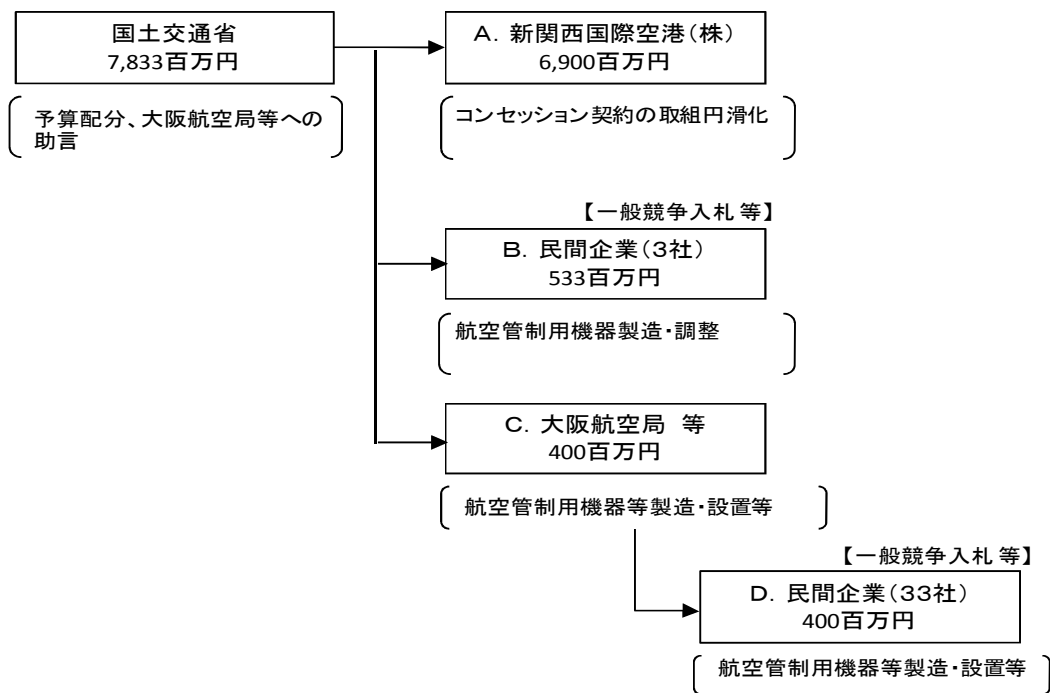 国土交通省
7,833百万円
予算配分、大阪航空局等への
助言
A．新関西国際空港（株）
6,900百万円
コンセッション契約の取組円滑化
【一般競争入札等】
B．民間企業（3社）
533百万円
航空管制用機器製造・調整
C．大阪航空局　等
400百万円
航空管制用機器等製造・設置等
【一般競争入札等】
D．民間企業（33社）
400百万円
航空管制用機器等製造・設置等